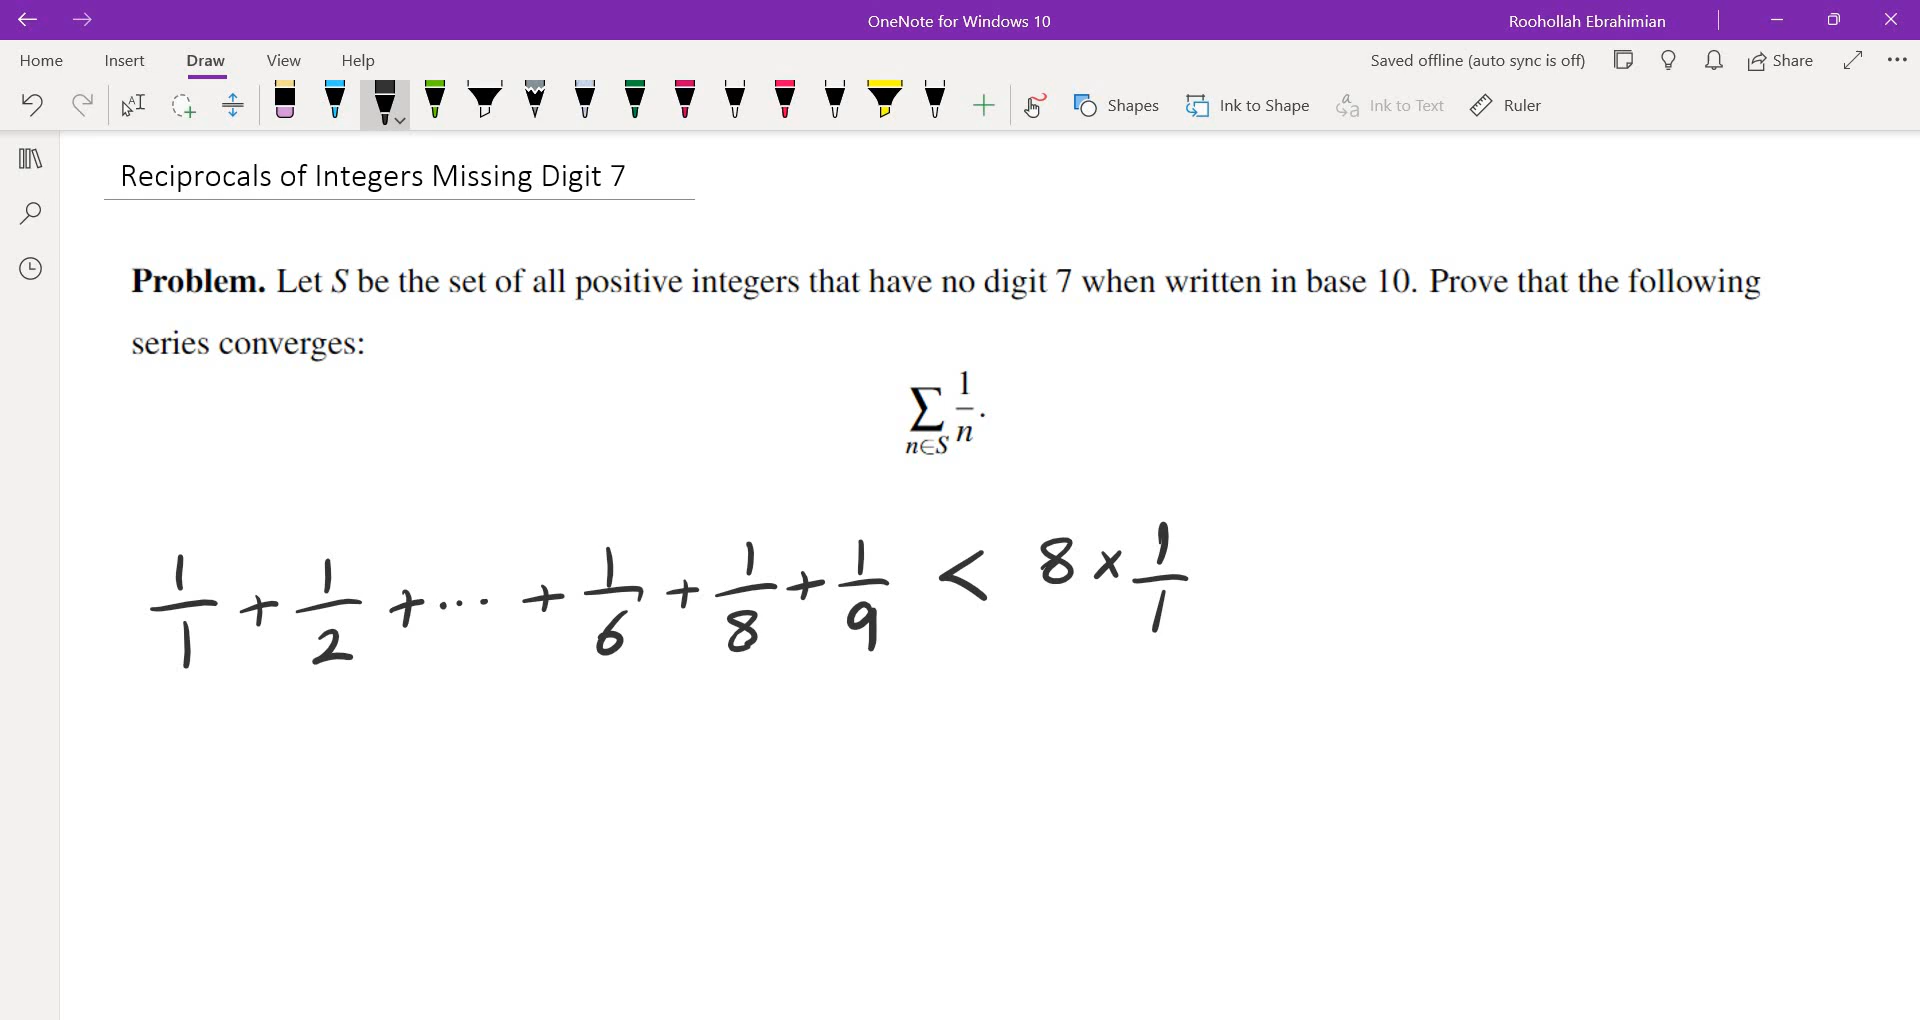 OneNote for Windows 10
Roohollah Ebrahimian
Home Insert Draw View Help
Saved offline (auto sync is off) Share
Shapes Ink to Shape Ink to Text Ruler
Reciprocals of Integers Missing Digit 7
Problem. Let S be the set of all positive integers that have no digit 7 when written in base 10. Prove that the following
series converges:
∑_{n∈S} 1/n.
1/1 + 1/2 + ... + 1/6 + 1/8 + 1/9 < 8 × 1/1